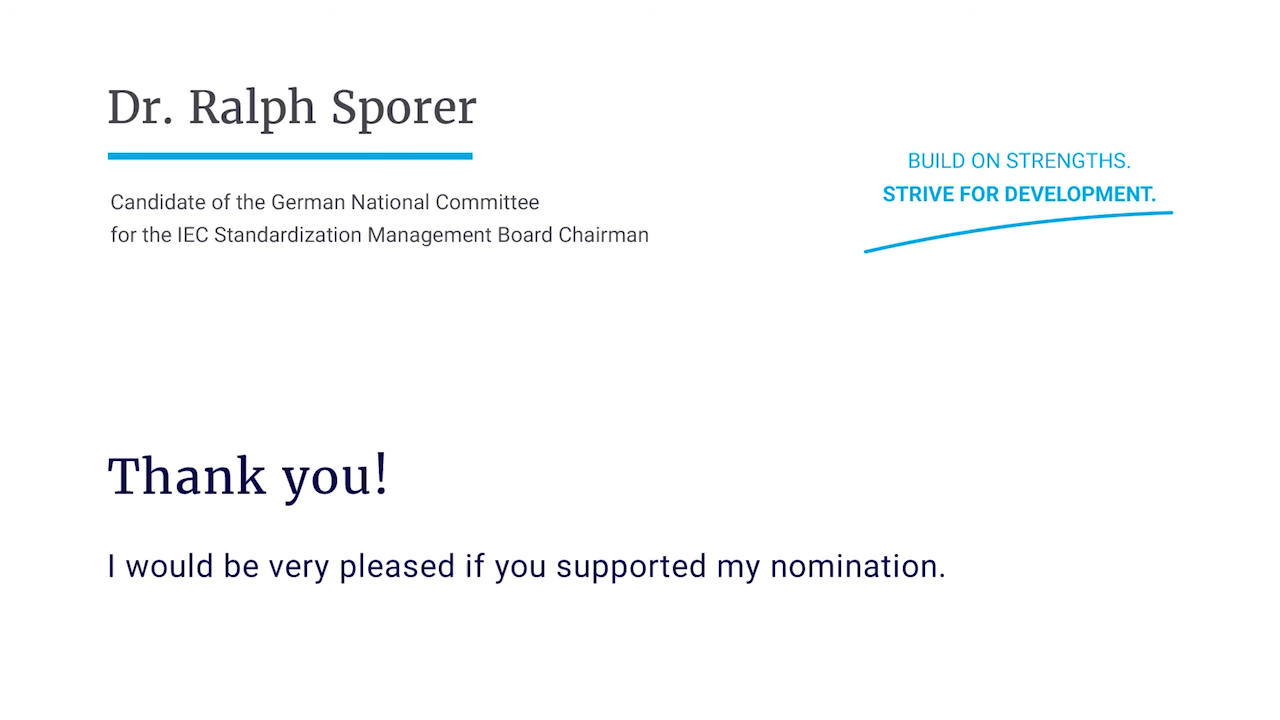 Dr. Ralph Sporer
Candidate of the German National Committee
for the IEC Standardization Management Board Chairman
BUILD ON STRENGTHS.
STRIVE FOR DEVELOPMENT.
Thank you!
I would be very pleased if you supported my nomination.